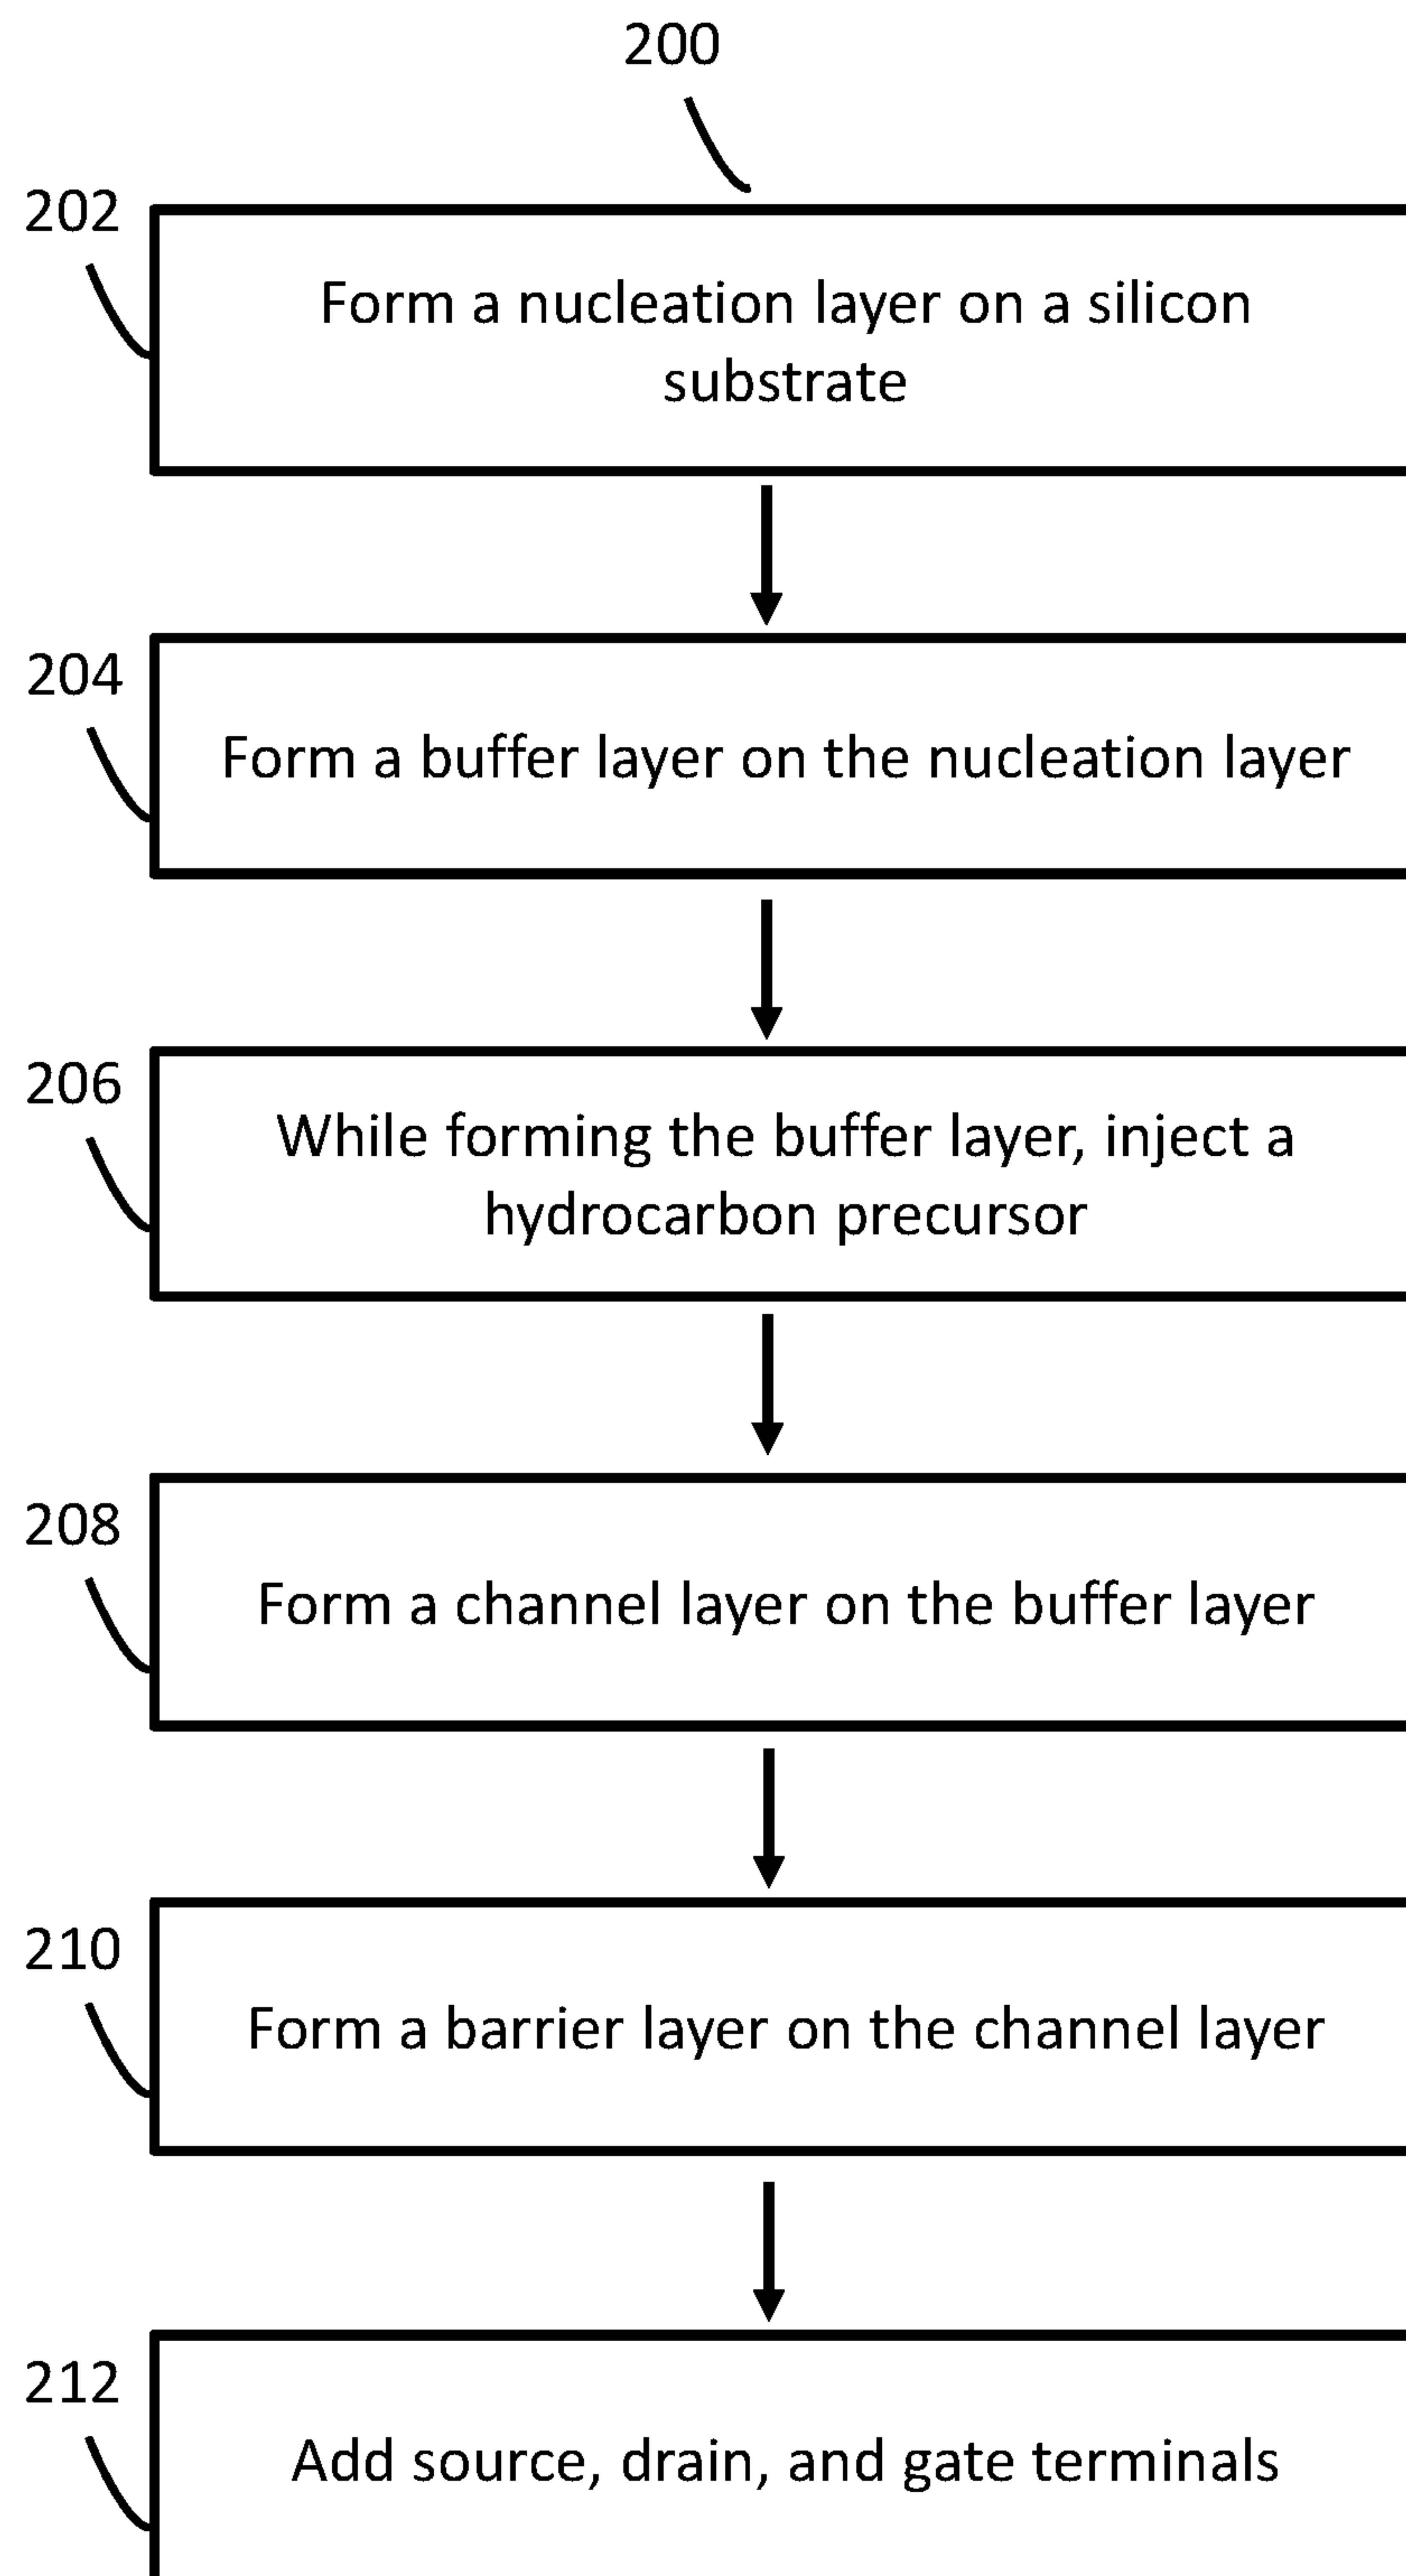 200
202
Form a nucleation layer on a silicon
substrate
204
Form a buffer layer on the nucleation layer
206
While forming the buffer layer, inject a
hydrocarbon precursor
208
Form a channel layer on the buffer layer
210
Form a barrier layer on the channel layer
212
Add source, drain, and gate terminals